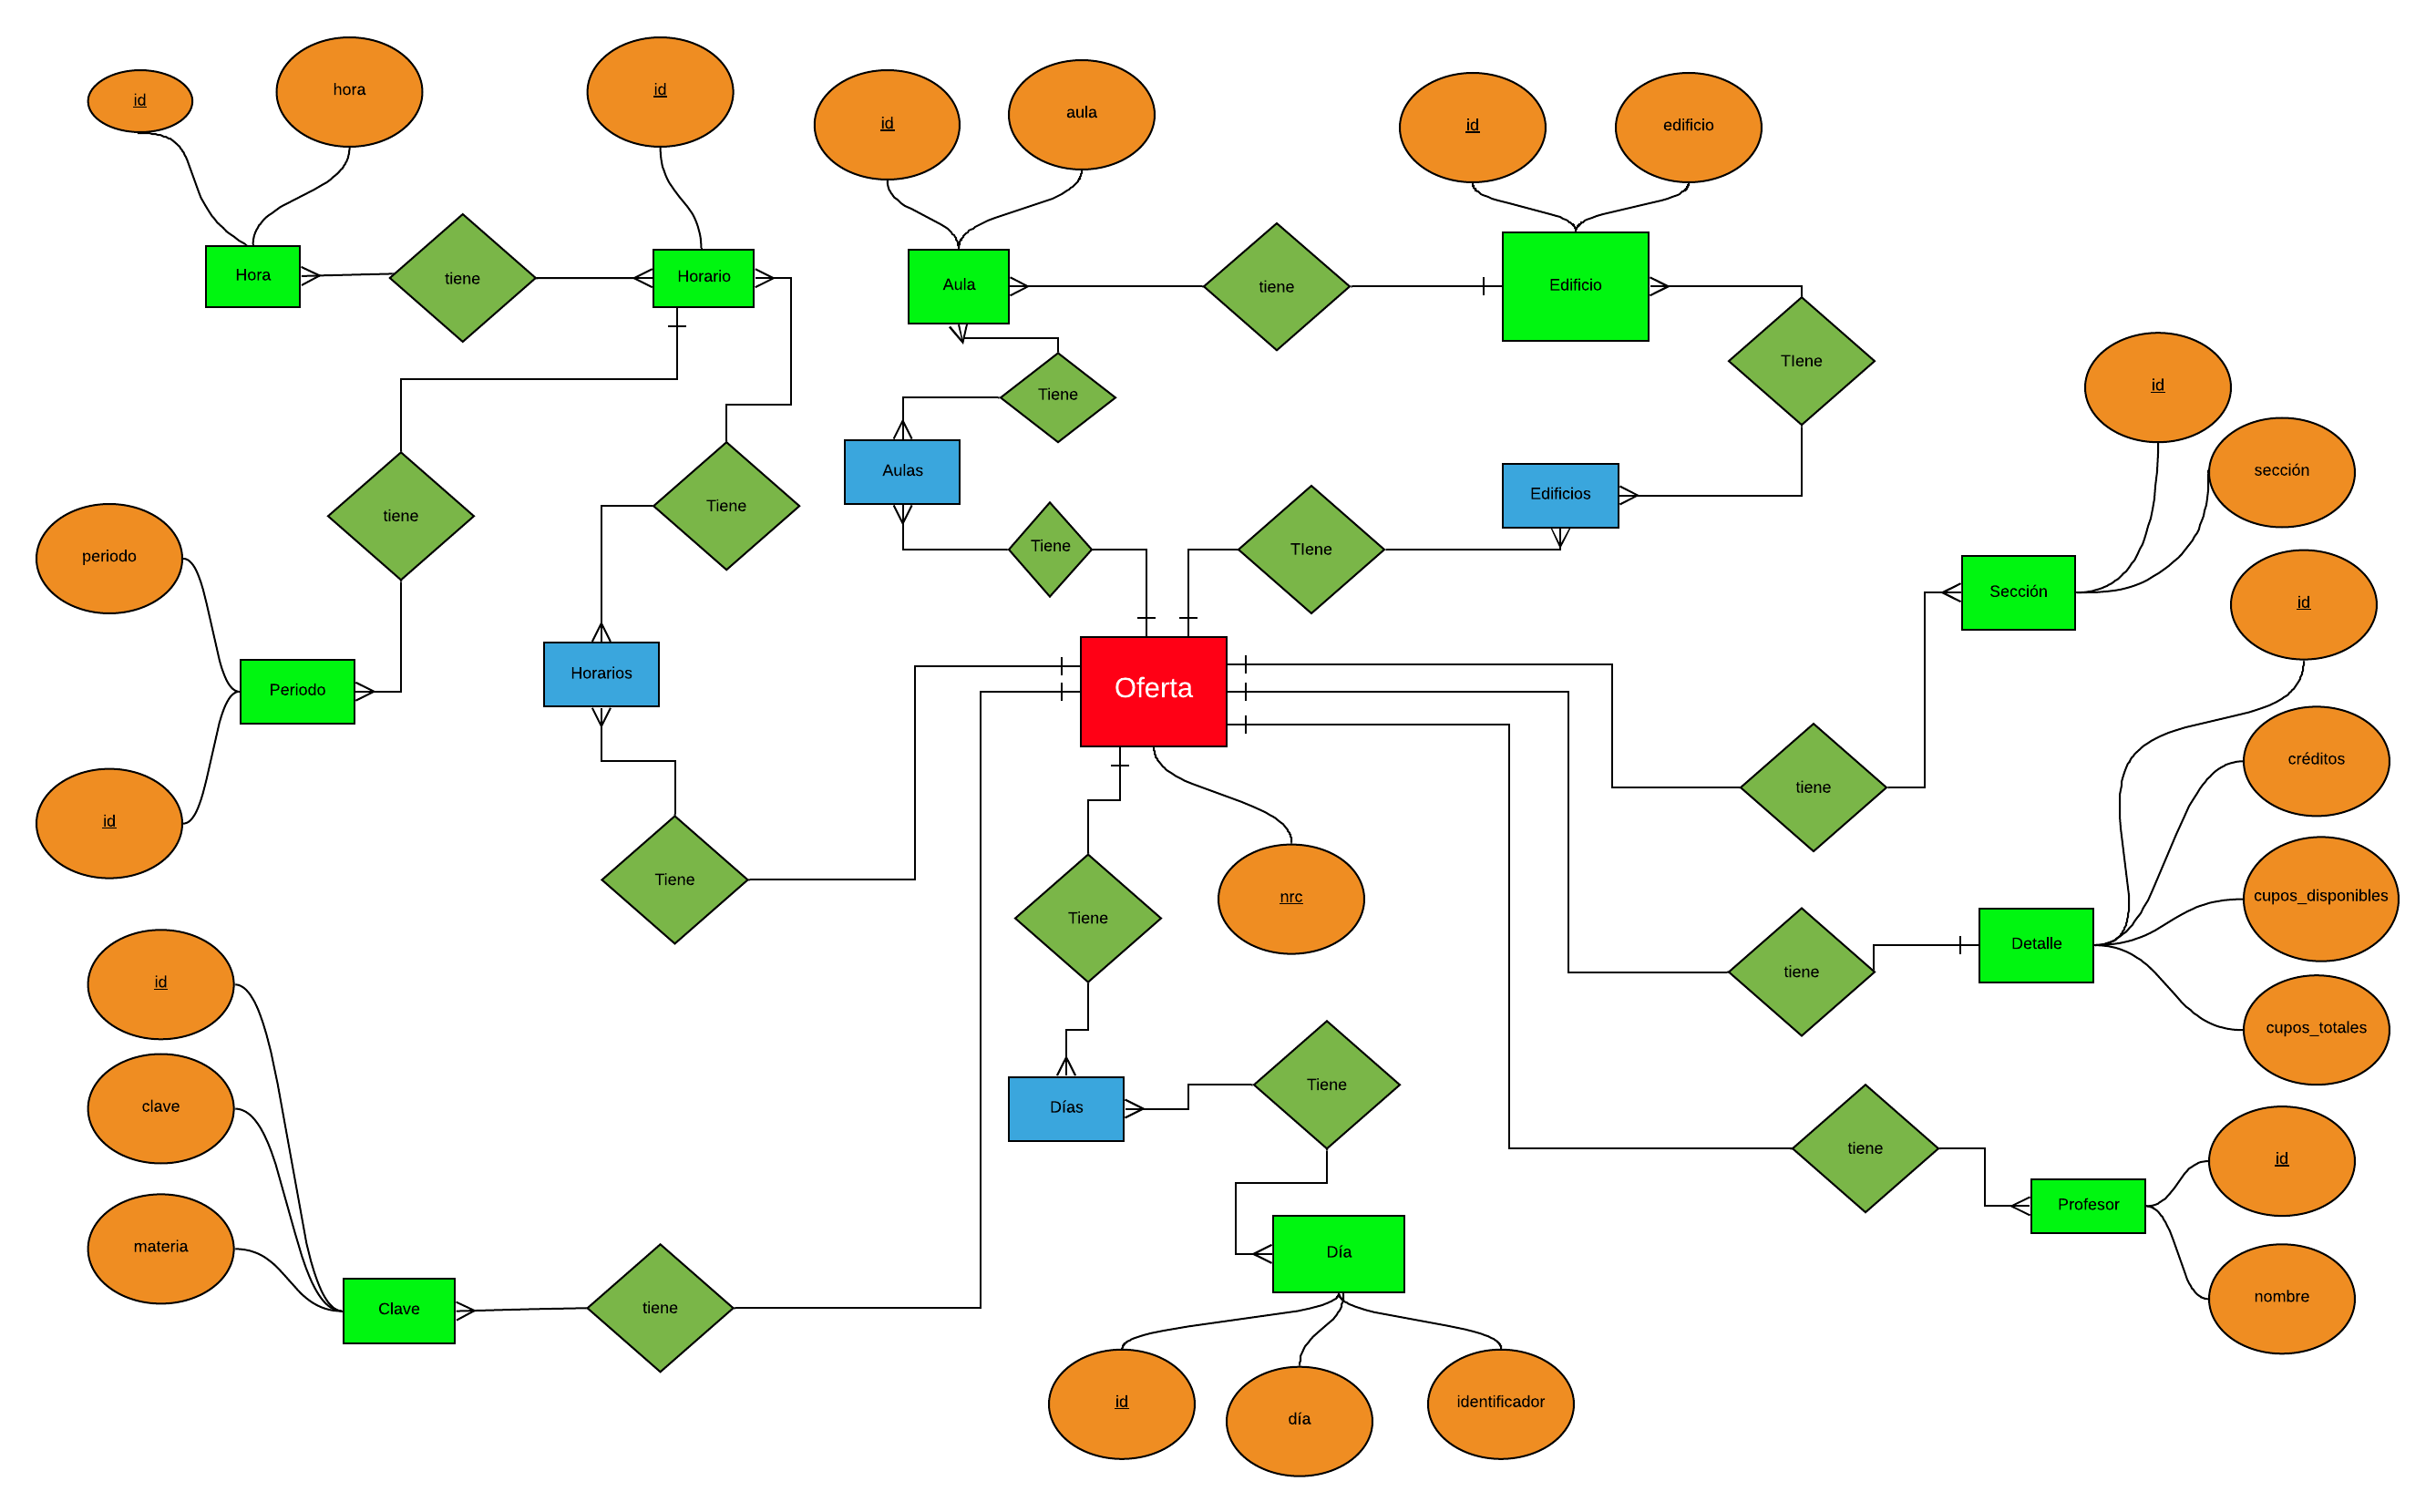 id
hora
id
id
aula
id
edificio
Hora
tiene
Horario
Aula
tiene
Edificio
TIene
id
Tiene
sección
Aulas
Edificios
tiene
Tiene
Tiene
TIene
periodo
Sección
id
Periodo
Horarios
Oferta
créditos
tiene
id
Tiene
nrc
cupos_disponibles
Tiene
Detalle
tiene
id
cupos_totales
clave
Días
Tiene
tiene
id
Profesor
materia
Día
nombre
Clave
tiene
id
día
identificador